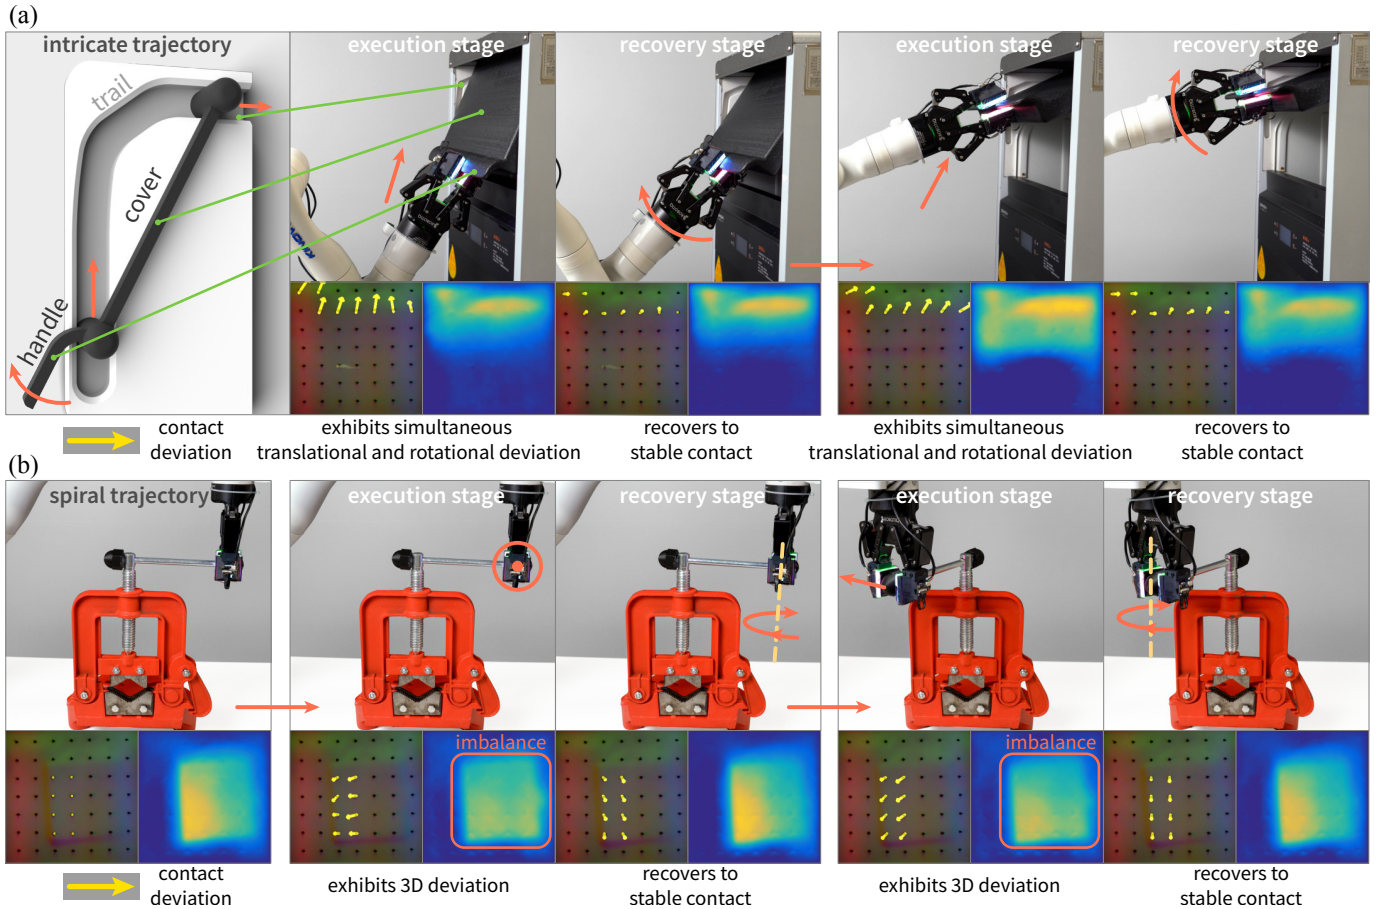 (a)
intricate trajectory
execution stage
recovery stage
execution stage
recovery stage
trail
cover
handle
contact
deviation
exhibits simultaneous
translational and rotational deviation
recovers to
stable contact
exhibits simultaneous
translational and rotational deviation
recovers to
stable contact
(b)
spiral trajectory
execution stage
recovery stage
execution stage
recovery stage
imbalance
imbalance
contact
deviation
exhibits 3D deviation
recovers to
stable contact
exhibits 3D deviation
recovers to
stable contact